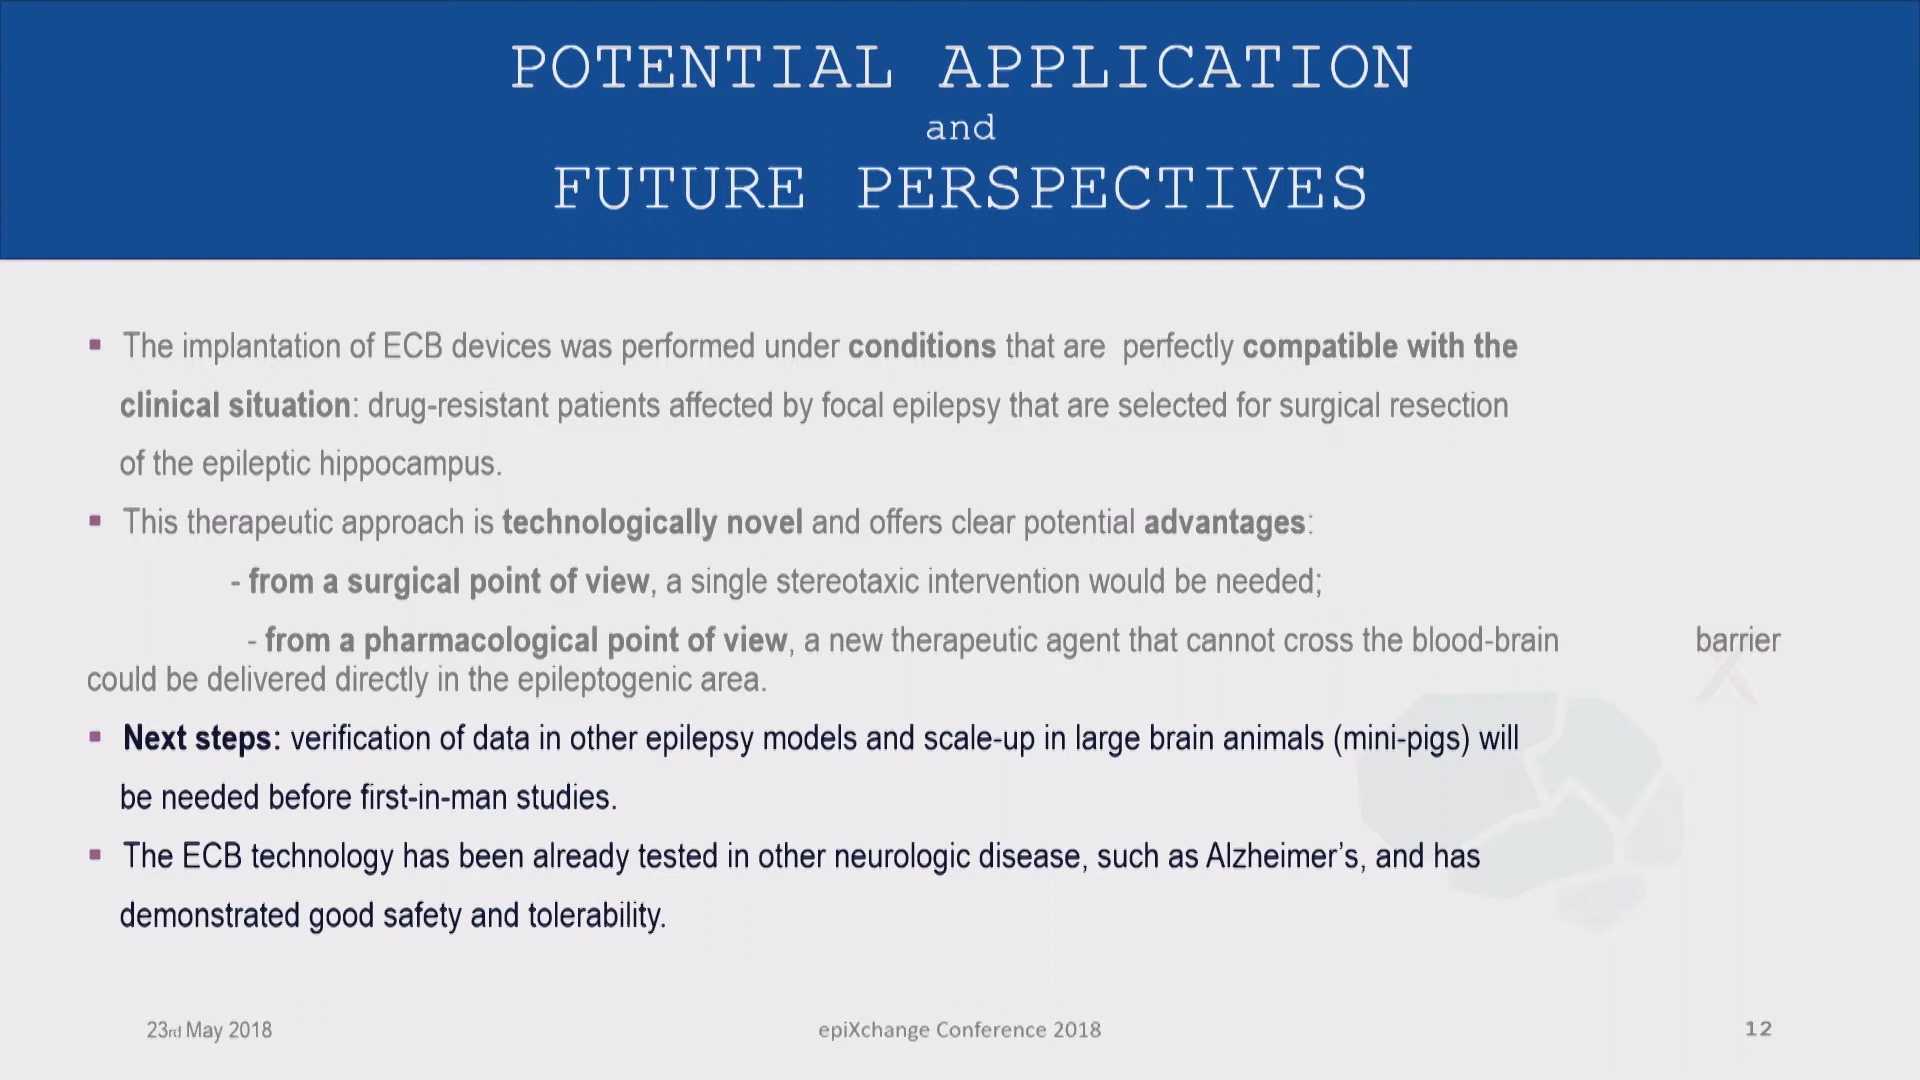 POTENTIAL APPLICATION
and
FUTURE PERSPECTIVES
▪ The implantation of ECB devices was performed under conditions that are perfectly compatible with the
clinical situation: drug-resistant patients affected by focal epilepsy that are selected for surgical resection
of the epileptic hippocampus.
▪ This therapeutic approach is technologically novel and offers clear potential advantages:
- from a surgical point of view, a single stereotaxic intervention would be needed;
- from a pharmacological point of view, a new therapeutic agent that cannot cross the blood-brain barrier
could be delivered directly in the epileptogenic area.
▪ Next steps: verification of data in other epilepsy models and scale-up in large brain animals (mini-pigs) will
be needed before first-in-man studies.
▪ The ECB technology has been already tested in other neurologic disease, such as Alzheimer’s, and has
demonstrated good safety and tolerability.
23rd May 2018 epiXchange Conference 2018 12